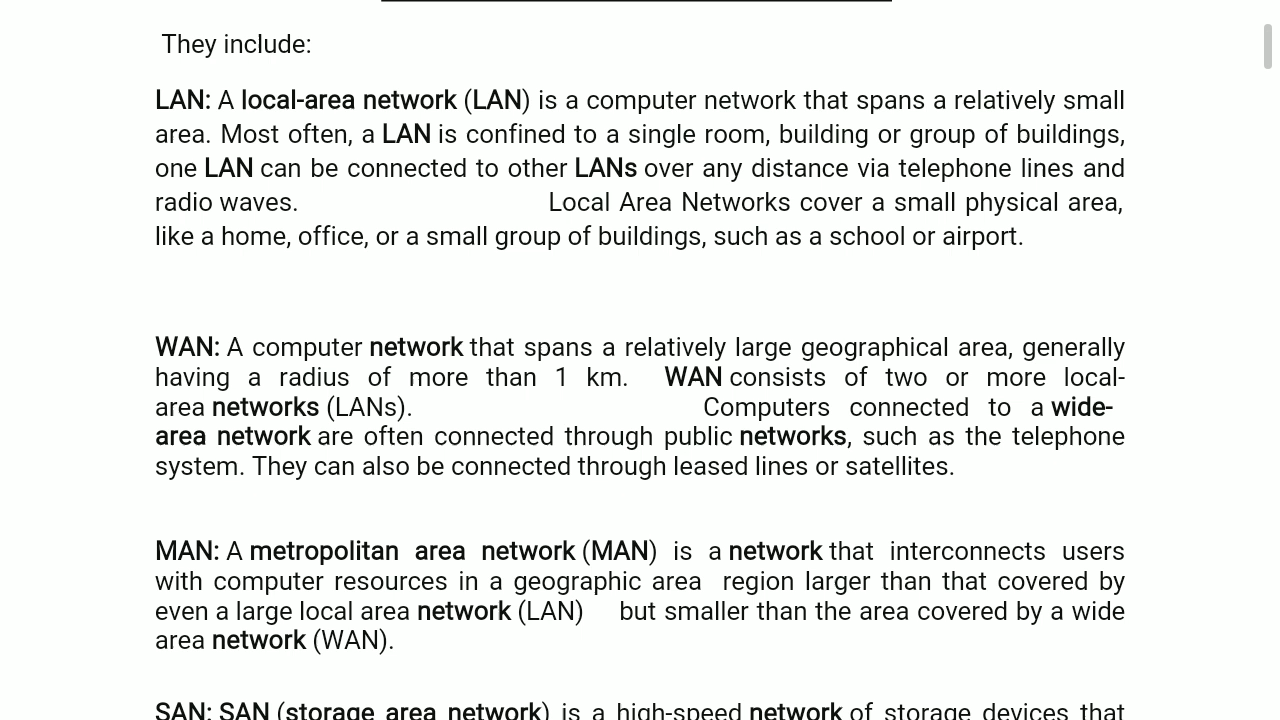 They include:
LAN: A local-area network (LAN) is a computer network that spans a relatively small
area. Most often, a LAN is confined to a single room, building or group of buildings,
one LAN can be connected to other LANs over any distance via telephone lines and
radio waves. Local Area Networks cover a small physical area,
like a home, office, or a small group of buildings, such as a school or airport.
WAN: A computer network that spans a relatively large geographical area, generally
having a radius of more than 1 km. WAN consists of two or more local-
area networks (LANs). Computers connected to a wide-
area network are often connected through public networks, such as the telephone
system. They can also be connected through leased lines or satellites.
MAN: A metropolitan area network (MAN) is a network that interconnects users
with computer resources in a geographic area region larger than that covered by
even a large local area network (LAN) but smaller than the area covered by a wide
area network (WAN).
SAN: SAN (storage area network) is a high-speed network of storage devices that